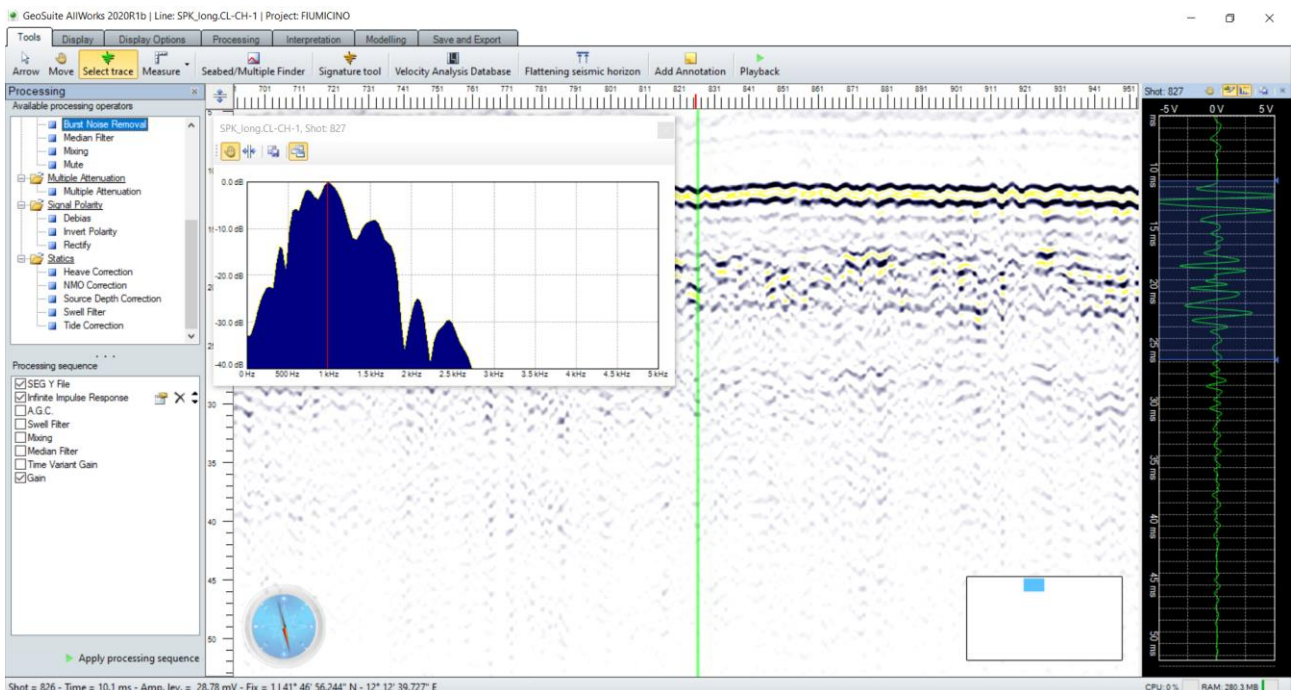 GeoSuite AllWorks 2020R1b | Line: SPK_long.CL-CH-1 | Project: FIUMICINO
Tools Display Display Options Processing Interpretation Modelling Save and Export
Arrow Move Select trace Measure Seabed/Multiple Finder Signature tool Velocity Analysis Database Flattening seismic horizon Add Annotation Playback
Processing
Available processing operators
Burst Noise Removal
Median Filter
Mixing
Mute
Multiple Attenuation
Multiple Attenuation
Signal Polarity
Debias
Invert Polarity
Rectify
Statics
Heave Correction
NMO Correction
Source Depth Correction
Swell Filter
Tide Correction
Processing sequence
SEG Y File
Infinite Impulse Response
A.G.C.
Swell Filter
Mixing
Median Filter
Time Variant Gain
Gain
Apply processing sequence
701 711 721 731 741 751 761 771 781 791 801 811 821 831 841 851 861 871 881 891 901 911 921 931 941 951
SPK_long.CL-CH-1, Shot: 827
0.0 dB
-10.0 dB
-20.0 dB
-30.0 dB
-40.0 dB
0 Hz 500 Hz 1 kHz 1.5 kHz 2 kHz 2.5 kHz 3 kHz 3.5 kHz 4 kHz 4.5 kHz 5 kHz
30
35
40
45
50
Shot: 827
-5 V 0 V 5 V
ms
10 ms
15 ms
20 ms
25 ms
30 ms
35 ms
40 ms
45 ms
50 ms
Shot = 826 - Time = 10.1 ms - Amp. lev. = 28.78 mV - Fix = 1 | 41° 46' 56.244" N - 12° 12' 39.727" E
CPU: 0 % RAM: 280.3 MB